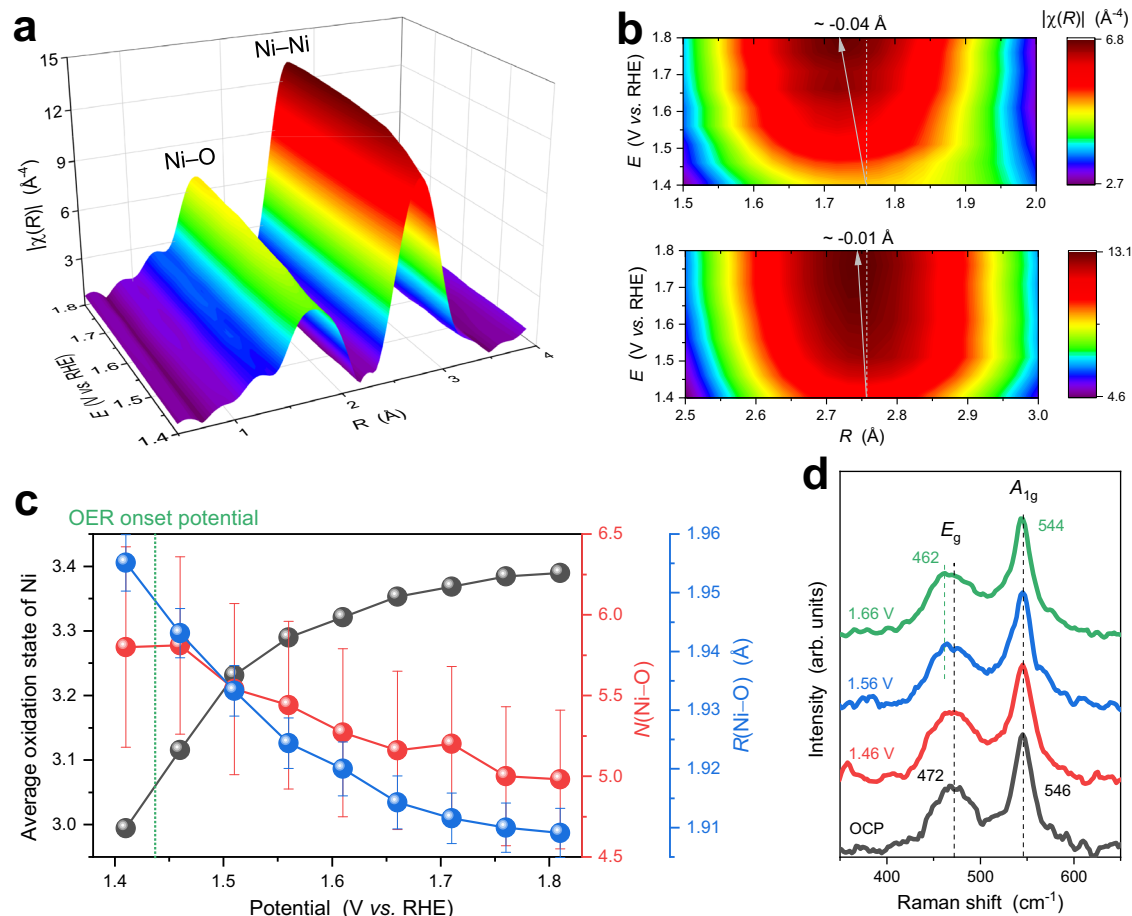 a
Ni–Ni
Ni–O
|χ(R)| (Å⁻⁴)
15
12
9
6
3
1.8
1.7
1.6
1.5
1.4
E (V vs. RHE)
1
2
3
4
R (Å)
b
~ -0.04 Å
|χ(R)| (Å⁻⁴)
1.8
1.7
1.6
1.5
1.4
E (V vs. RHE)
1.5 1.6 1.7 1.8 1.9 2.0
6.8
2.7
~ -0.01 Å
1.8
1.7
1.6
1.5
1.4
E (V vs. RHE)
2.5 2.6 2.7 2.8 2.9 3.0
R (Å)
13.1
4.6
c
OER onset potential
Average oxidation state of Ni
3.4
3.3
3.2
3.1
3.0
1.4 1.5 1.6 1.7 1.8
Potential (V vs. RHE)
6.5
6.0
5.5
5.0
4.5
N(Ni–O)
1.96
1.95
1.94
1.93
1.92
1.91
R(Ni–O) (Å)
d
A1g
Eg
544
462
1.66 V
1.56 V
1.46 V
472
546
OCP
Intensity (arb. units)
400 500 600
Raman shift (cm⁻¹)